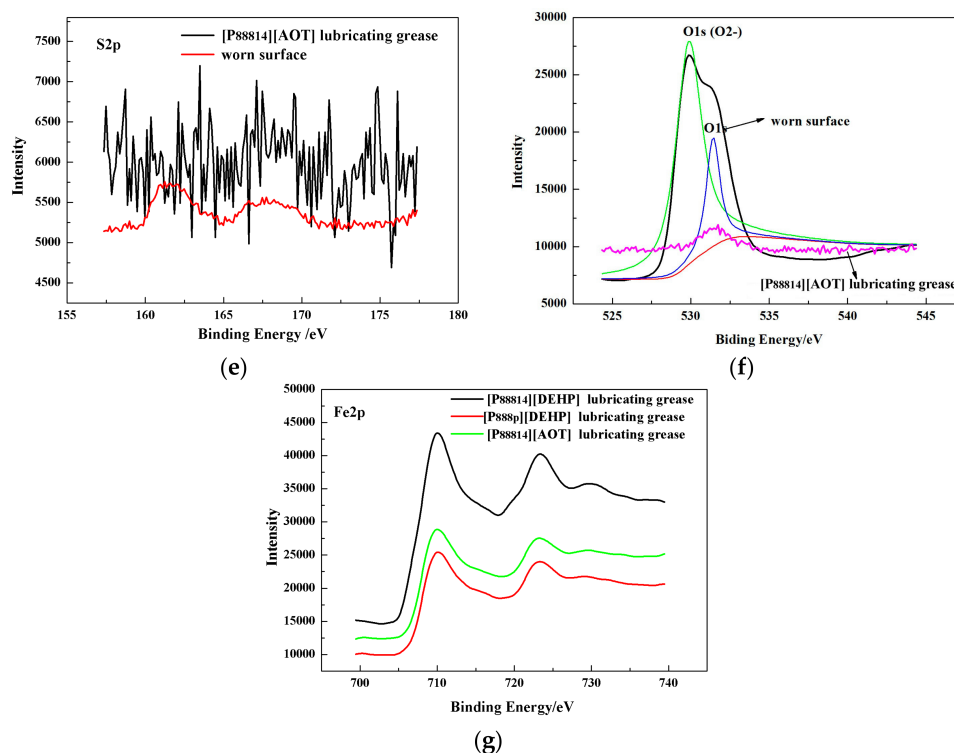 S2p
[P88814][AOT] lubricating grease
worn surface
7500
7000
6500
6000
5500
5000
4500
Intensity
155 160 165 170 175 180
Binding Energy /eV
(e)
30000
25000
20000
15000
10000
5000
Intensity
O1s (O2-)
O1s
worn surface
[P88814][AOT] lubricating grease
525 530 535 540 545
Biding Energy/eV
(f)
50000
45000
40000
35000
30000
25000
20000
15000
10000
Intensity
Fe2p
[P88814][DEHP] lubricating grease
[P888p][DEHP] lubricating grease
[P88814][AOT] lubricating grease
700 710 720 730 740
Binding Energy/eV
(g)